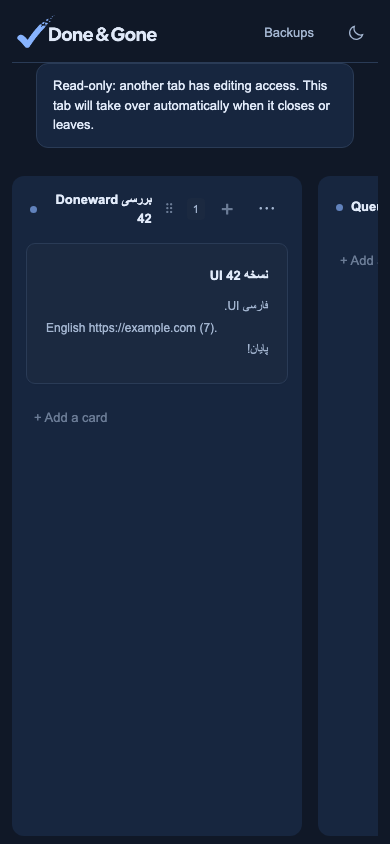 Done & Gone
Backups
Read-only: another tab has editing access. This
tab will take over automatically when it closes or
leaves.
بررسی Doneward
42
1
نسخه UI 42
فارسی UI.
English https://example.com (7).
پایان!
+ Add a card
+ Add